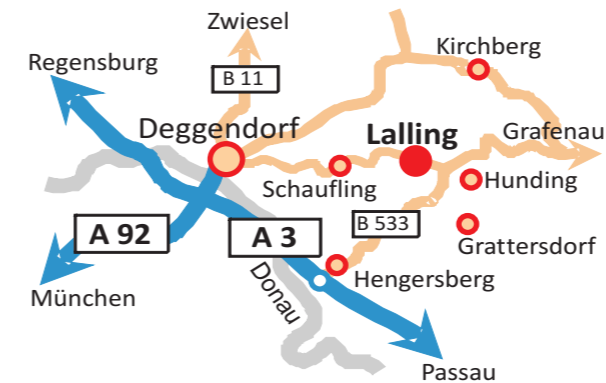 Zwiesel
Kirchberg
Regensburg
B 11
Deggendorf
Lalling
Grafenau
Schaufling
Hunding
B 533
A 92
A 3
Grattersdorf
Donau
Hengersberg
München
Passau